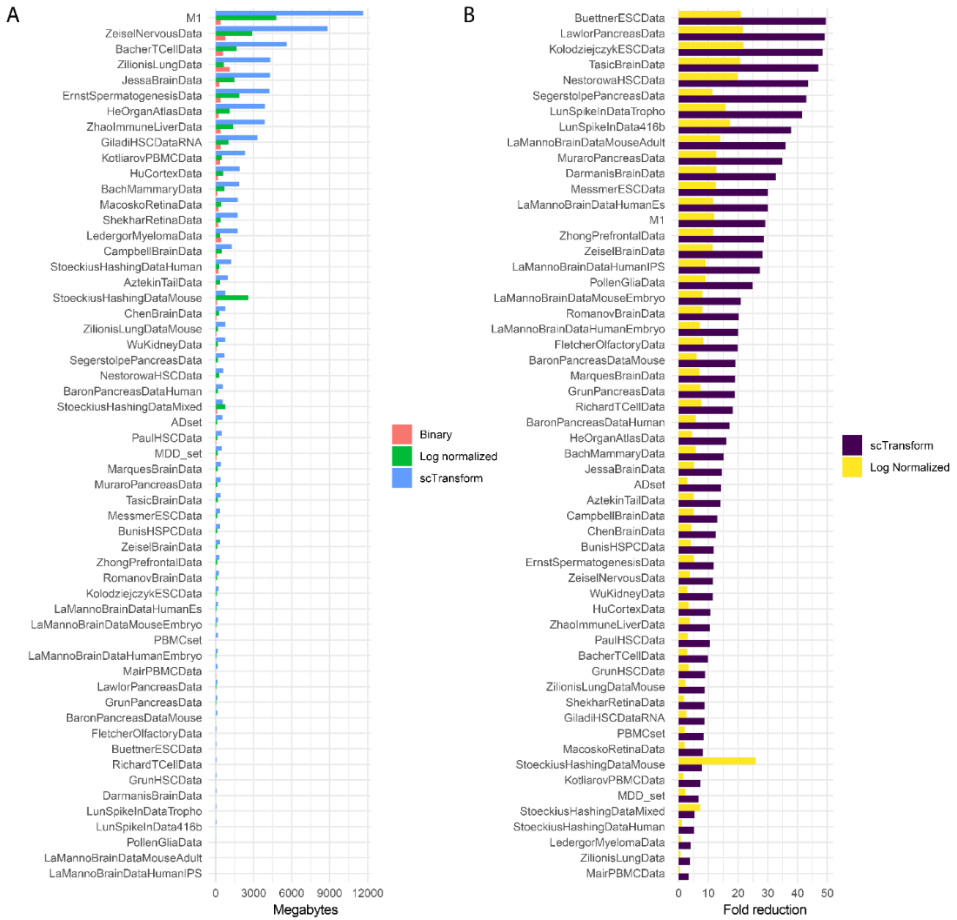 A
M1
ZeiselNervousData
BacherTCellData
ZilionisLungData
JessaBrainData
ErnstSpermatogenesisData
HeOrganAtlasData
ZhaoImmuneLiverData
GiladiHSCDataRNA
KotliarovPBMCData
HuCortexData
BachMammaryData
MacoskoRetinaData
ShekharRetinaData
LedergorMyelomaData
CampbellBrainData
StoeckiusHashingDataHuman
AztekinTailData
StoeckiusHashingDataMouse
ChenBrainData
ZilionisLungDataMouse
WuKidneyData
SegerstolpePancreasData
NestorowaHSCData
BaronPancreasDataHuman
StoeckiusHashingDataMixed
ADset
PaulHSCData
MDD_set
MarquesBrainData
MuraroPancreasData
TasicBrainData
MessmerESCData
BunisHSPCData
ZeiselBrainData
ZhongPrefrontalData
RomanovBrainData
KolodziejczykESCData
LaMannoBrainDataHumanEs
LaMannoBrainDataMouseEmbryo
PBMCset
LaMannoBrainDataHumanEmbryo
MairPBMCData
LawlorPancreasData
GrunPancreasData
BaronPancreasDataMouse
FletcherOlfactoryData
BuettnerESCData
RichardTCellData
GrunHSCData
DarmanisBrainData
LunSpikeInDataTropho
LunSpikeInData416b
PollenGliaData
LaMannoBrainDataMouseAdult
LaMannoBrainDataHumanIPS
0 3000 6000 9000 12000
Megabytes
Binary
Log normalized
scTransform
B
BuettnerESCData
LawlorPancreasData
KolodziejczykESCData
TasicBrainData
NestorowaHSCData
SegerstolpePancreasData
LunSpikeInDataTropho
LunSpikeInData416b
LaMannoBrainDataMouseAdult
MuraroPancreasData
DarmanisBrainData
MessmerESCData
LaMannoBrainDataHumanEs
M1
ZhongPrefrontalData
ZeiselBrainData
LaMannoBrainDataHumanIPS
PollenGliaData
LaMannoBrainDataMouseEmbryo
RomanovBrainData
LaMannoBrainDataHumanEmbryo
FletcherOlfactoryData
BaronPancreasDataMouse
MarquesBrainData
GrunPancreasData
RichardTCellData
BaronPancreasDataHuman
HeOrganAtlasData
BachMammaryData
JessaBrainData
ADset
AztekinTailData
CampbellBrainData
ChenBrainData
BunisHSPCData
ErnstSpermatogenesisData
ZeiselNervousData
WuKidneyData
HuCortexData
ZhaoImmuneLiverData
PaulHSCData
BacherTCellData
GrunHSCData
ZilionisLungDataMouse
ShekharRetinaData
GiladiHSCDataRNA
PBMCset
MacoskoRetinaData
StoeckiusHashingDataMouse
KotliarovPBMCData
MDD_set
StoeckiusHashingDataMixed
StoeckiusHashingDataHuman
LedergorMyelomaData
ZilionisLungData
MairPBMCData
0 10 20 30 40 50
Fold reduction
scTransform
Log Normalized